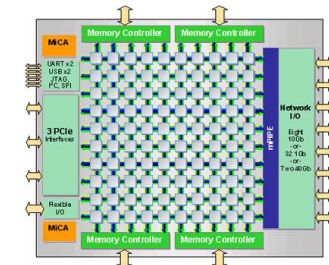 Memory Controller
Memory Controller
MiCA
UART x2
USB x2
JTAG,
I²C, SPI
3 PCIe
Interfaces
Flexible
I/O
MiCA
mPIPE
Network
I/O
Eight
10Gb
-or-
32 1Gb
-or-
Two 40Gb
Memory Controller
Memory Controller